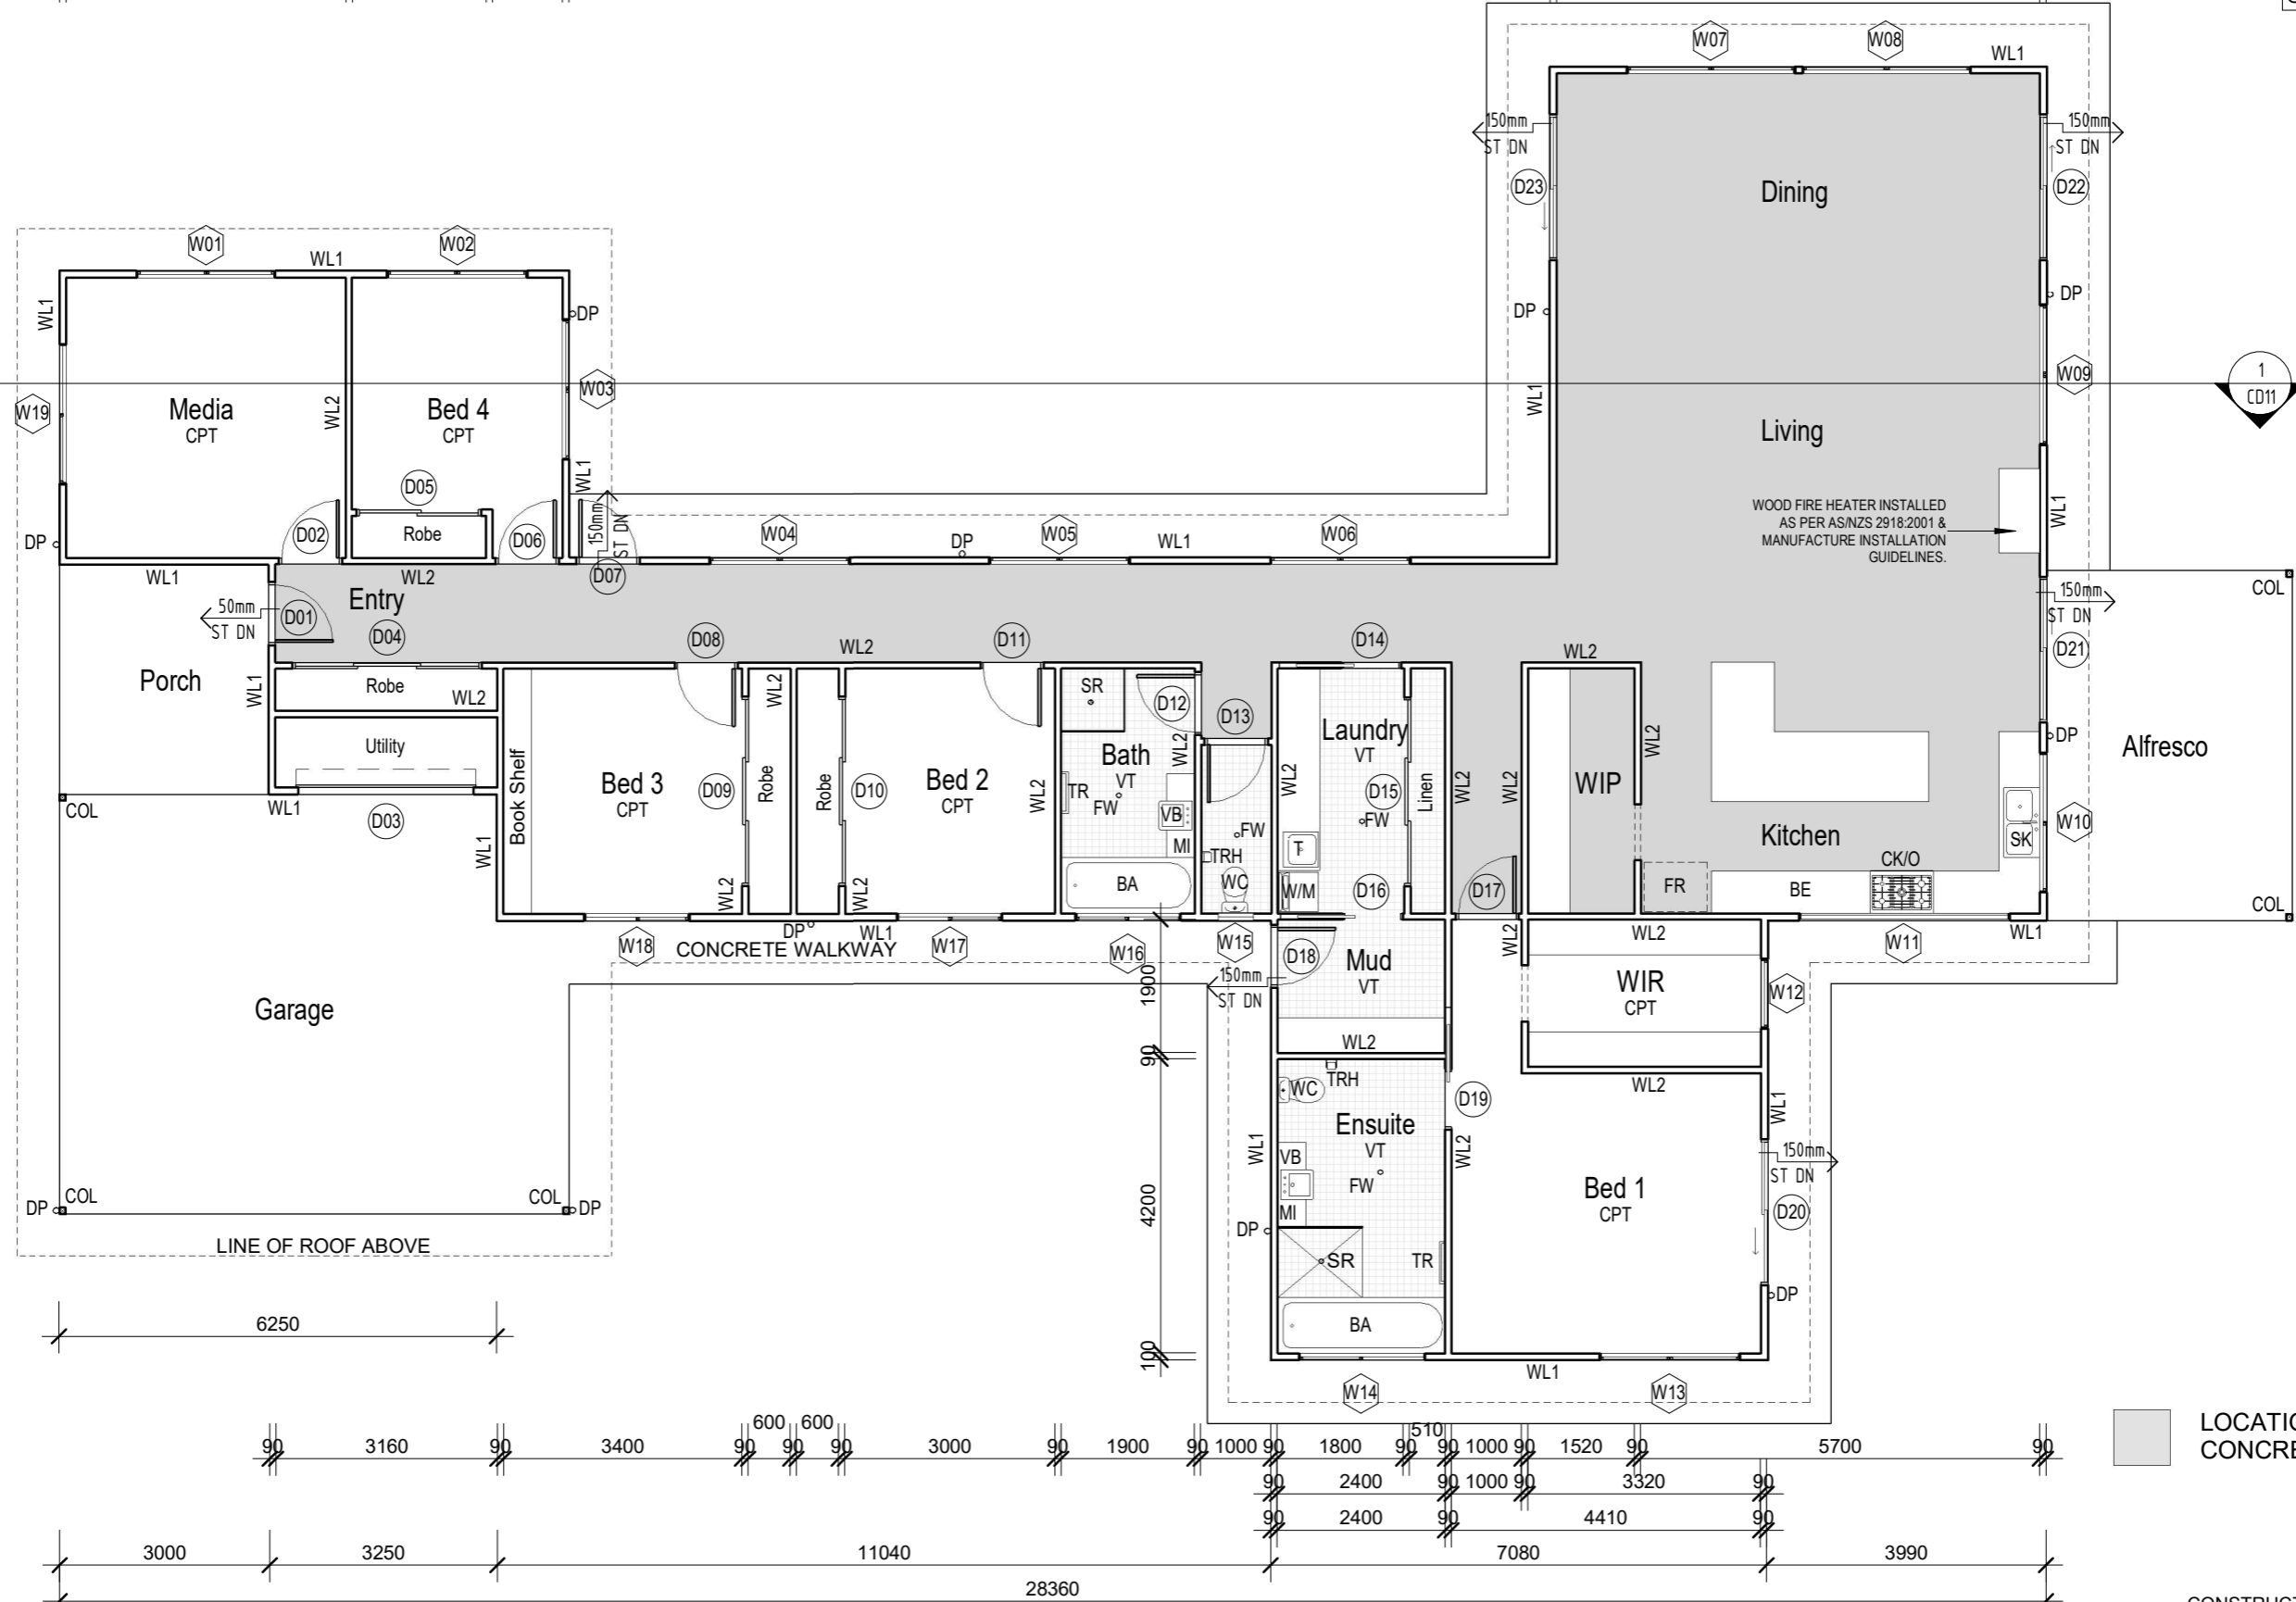 W07
W08
WL1
150mm
ST DN
150mm
ST DN
D23
Dining
D22
W01
W02
WL1
WL1
DP
DP
DP
W19
Media
CPT
WL2
Bed 4
CPT
W03
WL1
Living
W09
1
CD11
WL1
D05
D02
Robe
D06
150mm
ST DN
DP
W04
DP
W05
WL1
W06
WOOD FIRE HEATER INSTALLED
AS PER AS/NZS 2918:2001 &
MANUFACTURE INSTALLATION
GUIDELINES.
WL1
WL1
WL2
D07
Entry
50mm
ST DN
D01
D04
D08
WL2
D11
D14
WL2
150mm
ST DN
COL
D21
Porch
WL1
Robe
WL2
WL2
SR
D12
D13
Laundry
VT
WL2
Utility
Book Shelf
Bed 3
CPT
D09
Robe
Robe
D10
Bed 2
CPT
WL2
Bath
VT
WL2
TR
FW
VB
MI
FW
TRH
WC
BA
WL2
D15
FW
Linen
T
W/M
D16
WL2
WL2
D17
WIP
Kitchen
CK/O
FR
BE
SK
DP
W10
Alfresco
COL
COL
WL1
D03
WL1
WL2
WL2
W18
DP
WL1
CONCRETE WALKWAY
W17
W16
W15
150mm
ST DN
D18
Mud
VT
WL2
WL2
WL2
WIR
CPT
W12
W11
WL1
Garage
1900
90
4200
100
WC
TRH
Ensuite
VT
VB
FW
MI
SR
TR
BA
WL1
DP
D19
WL2
WL2
WL1
150mm
ST DN
Bed 1
CPT
D20
DP
DP
COL
COL
DP
LINE OF ROOF ABOVE
WL1
W14
W13
6250
600 600
510
90 3160 90 3400 90 90 90 3000 90 1900 90 1000 90 1800 90 90 1000 90 1520 90 5700 90
90 2400 90 1000 90 3320 90
90 2400 90 4410 90
3000 3250 11040 7080 3990
28360
LOCATIO
CONCRE